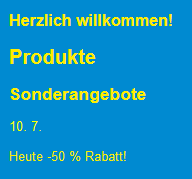 Herzlich willkommen!
Produkte
Sonderangebote
10. 7.
Heute -50 % Rabatt!